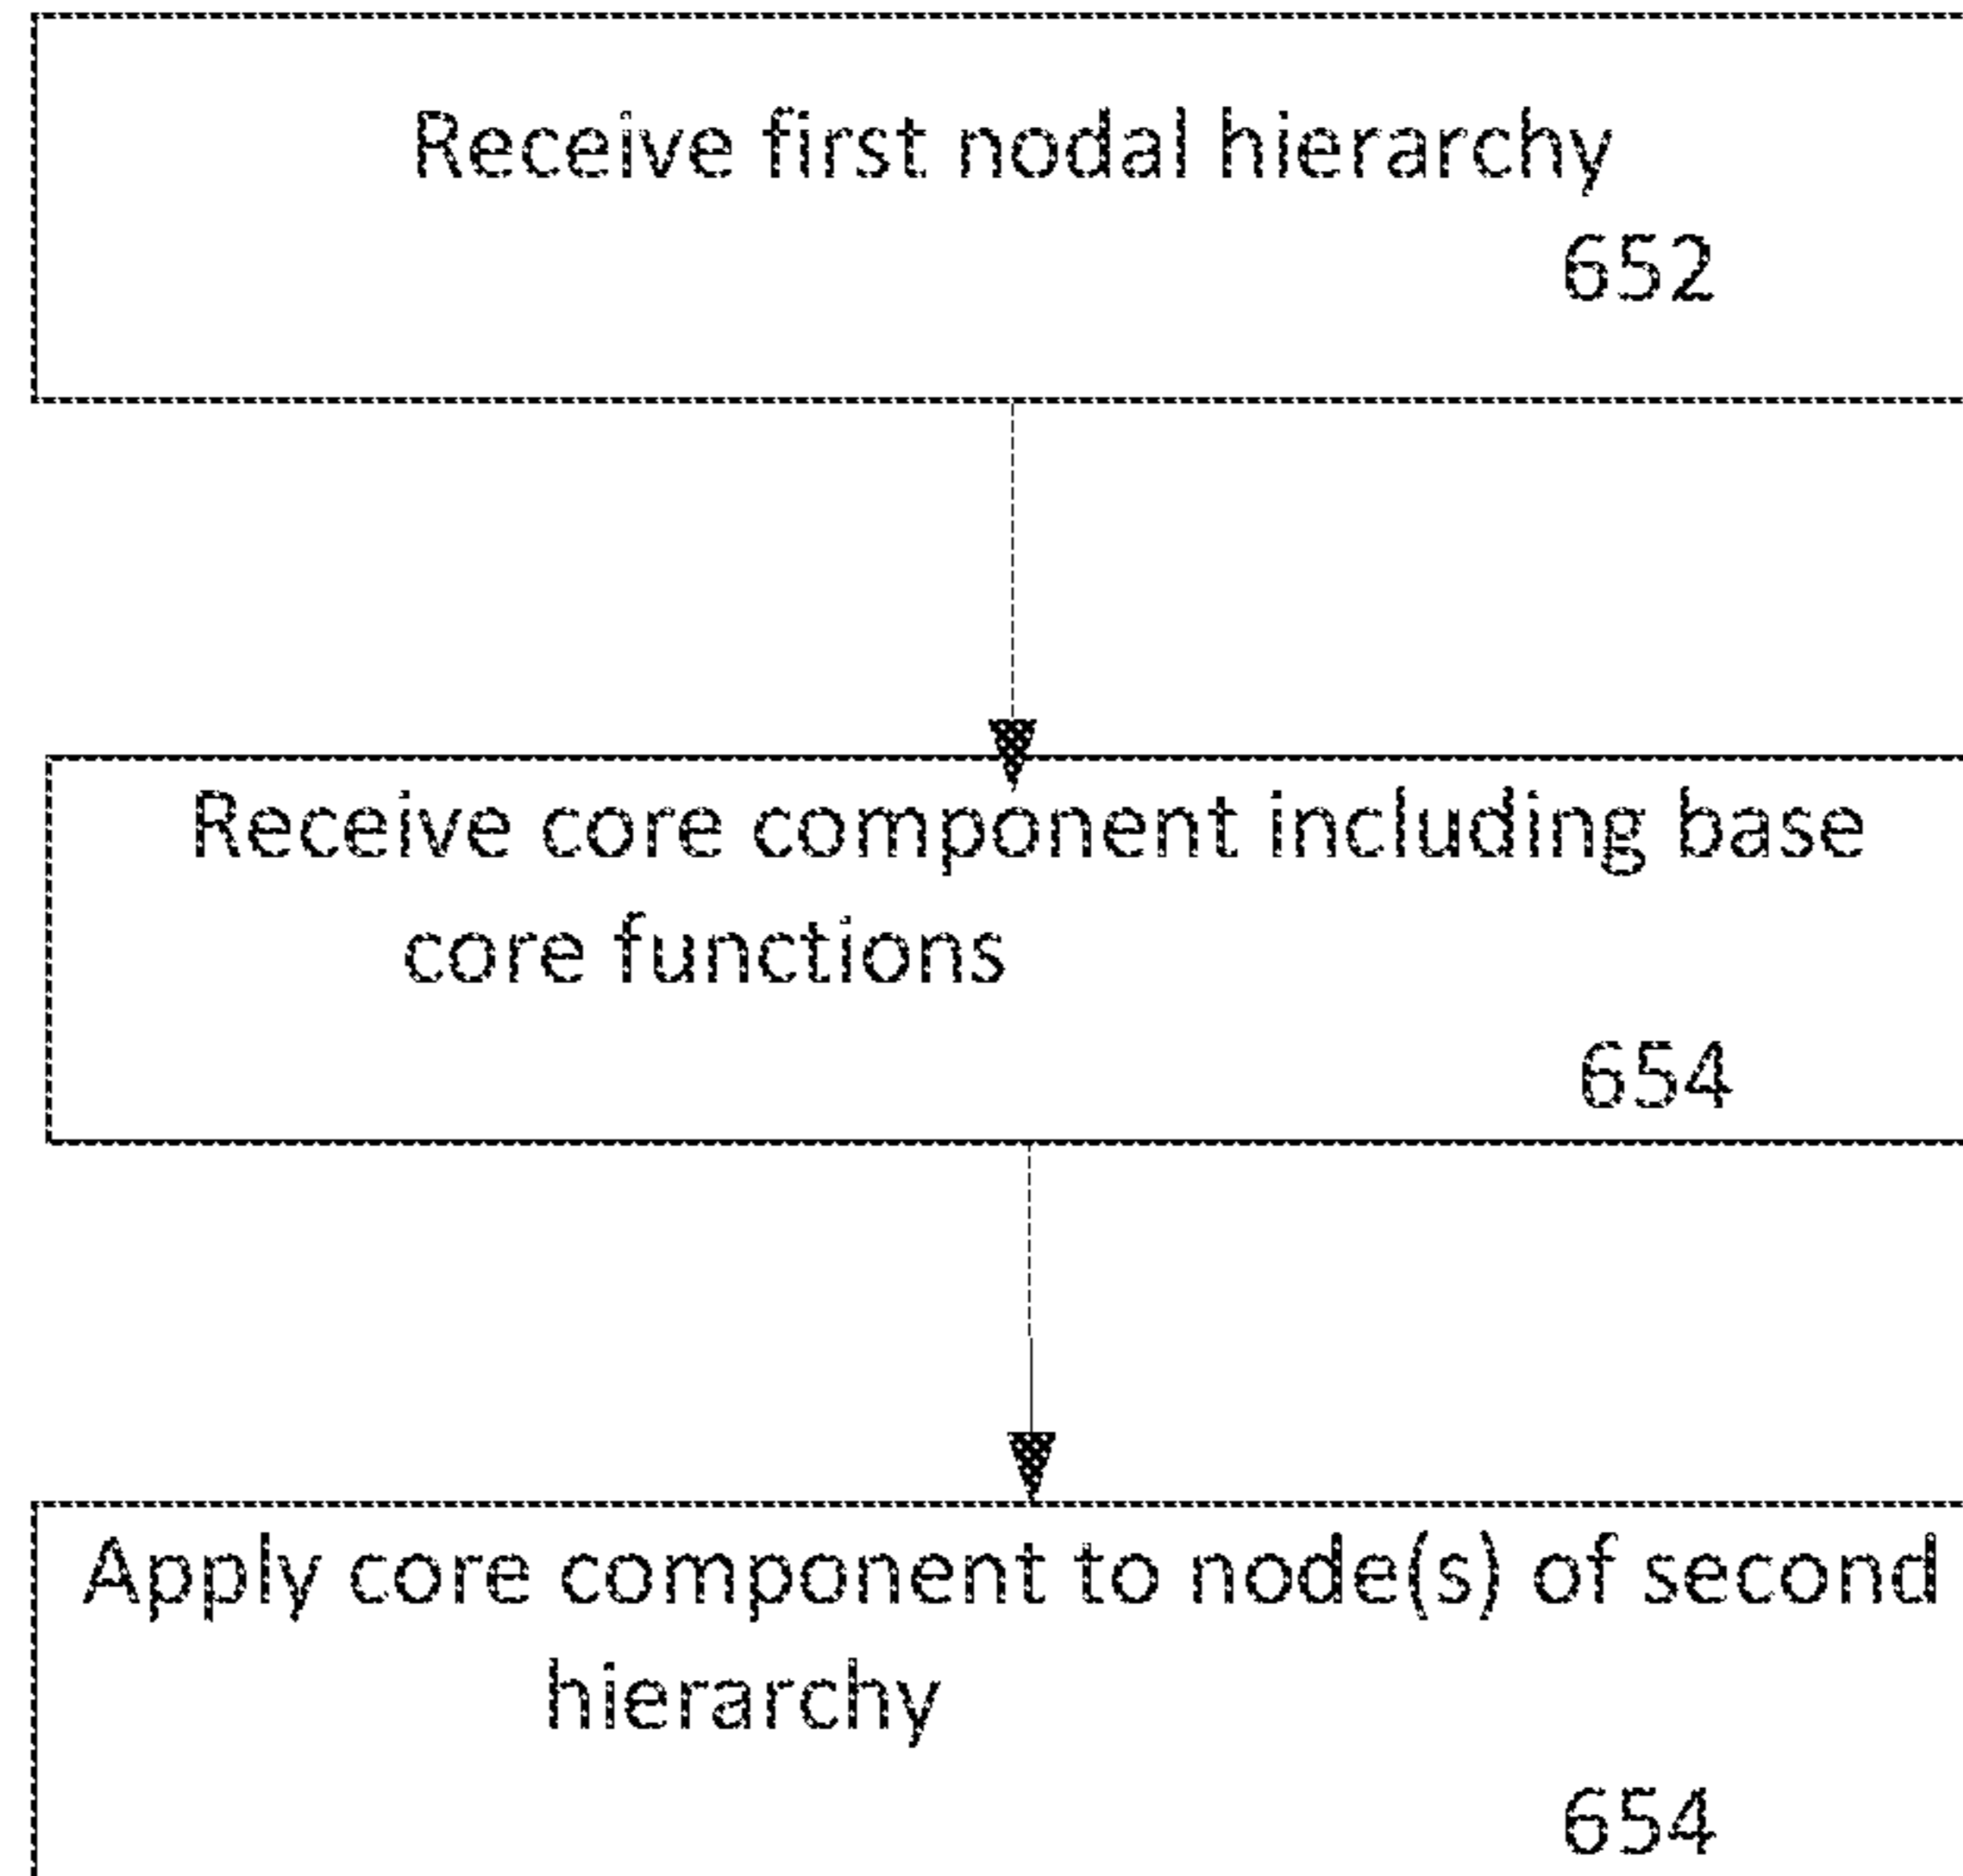 Receive first nodal hierarchy
652
Receive core component including base
core functions
654
Apply core component to node(s) of second
hierarchy
654